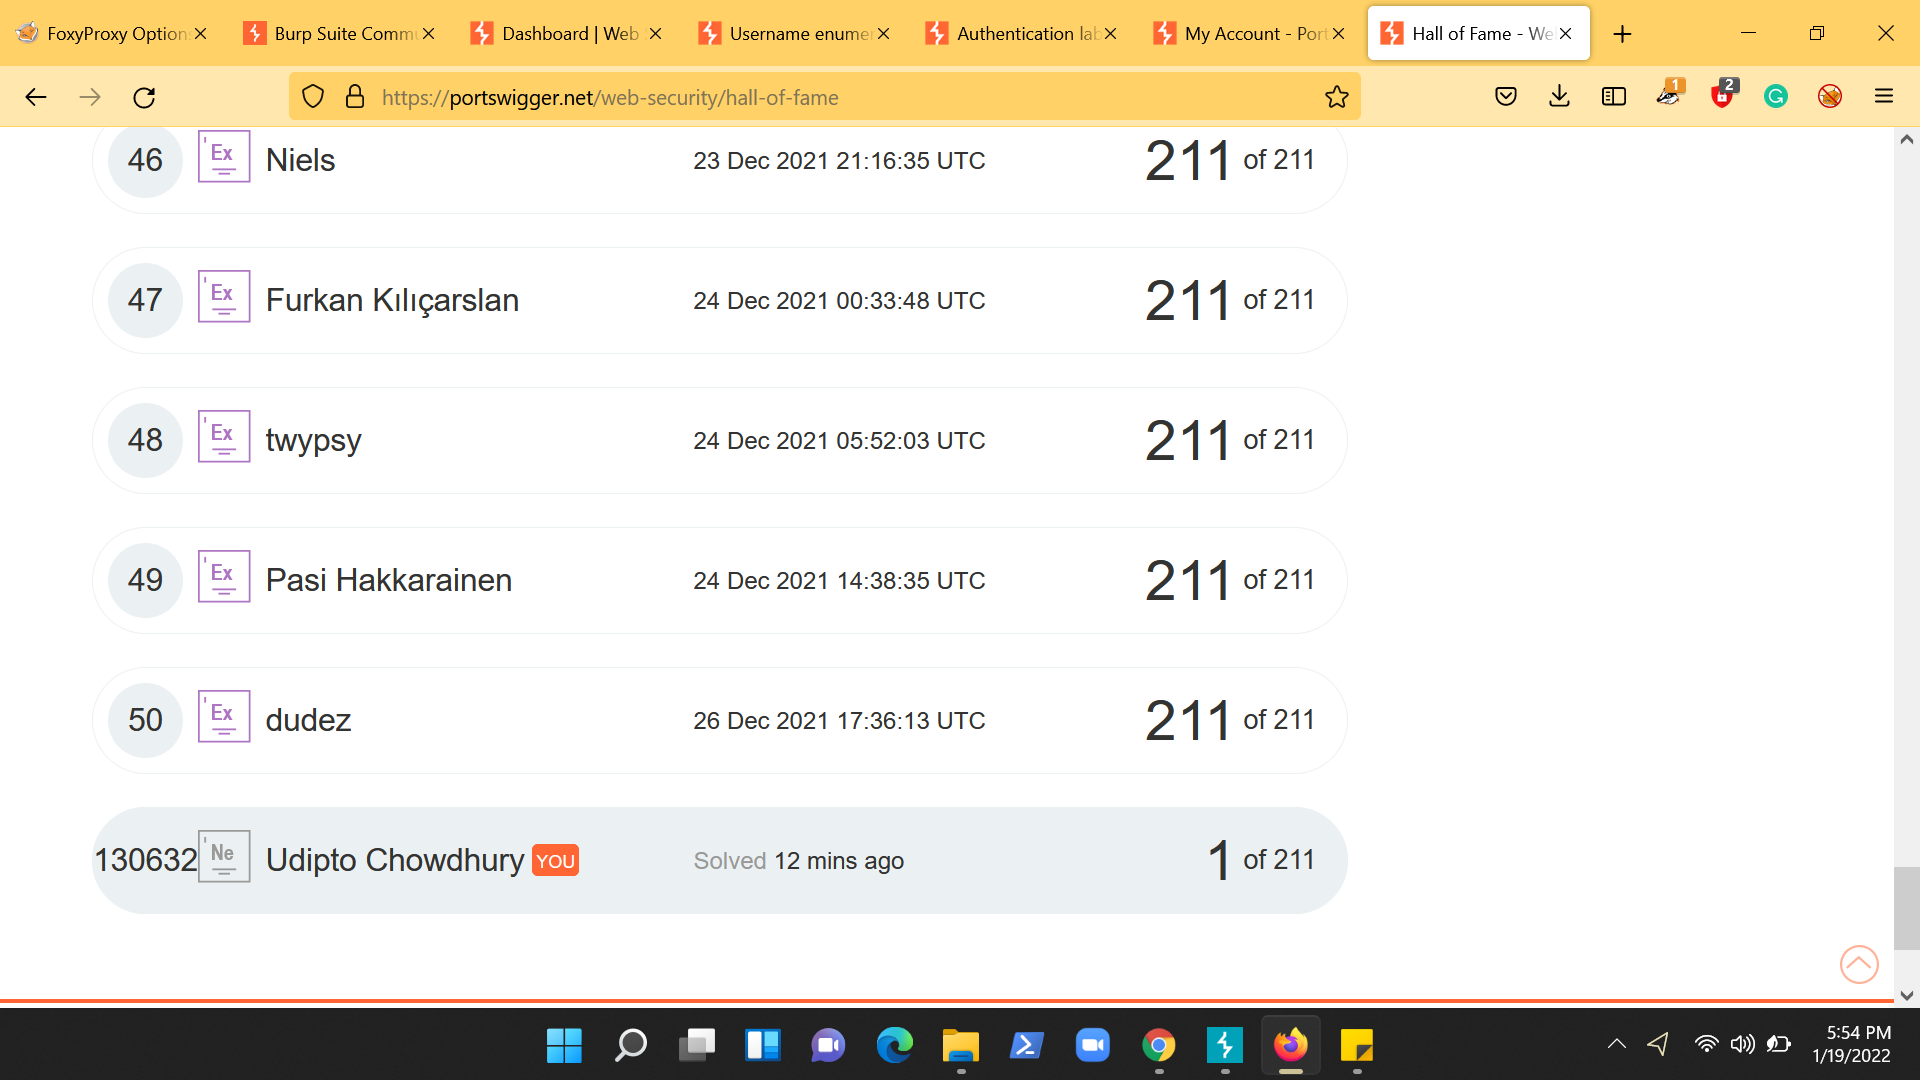 FoxyProxy Option
Burp Suite Commu
Dashboard | Web
Username enumer
Authentication lab
My Account - Port
Hall of Fame - We
https://portswigger.net/web-security/hall-of-fame
1
2
46 Ex Niels 23 Dec 2021 21:16:35 UTC 211 of 211
47 Ex Furkan Kılıçarslan 24 Dec 2021 00:33:48 UTC 211 of 211
48 Ex twypsy 24 Dec 2021 05:52:03 UTC 211 of 211
49 Ex Pasi Hakkarainen 24 Dec 2021 14:38:35 UTC 211 of 211
50 Ex dudez 26 Dec 2021 17:36:13 UTC 211 of 211
130632 Ne Udipto Chowdhury YOU Solved 12 mins ago 1 of 211
5:54 PM
1/19/2022